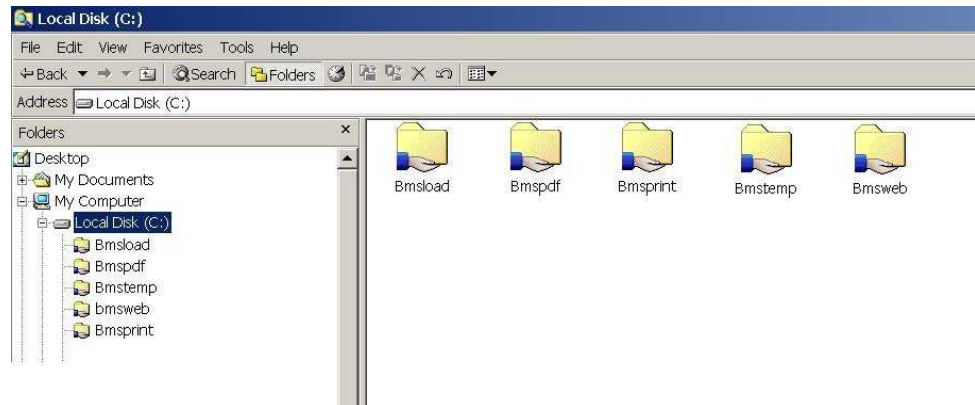 Local Disk (C:)
File Edit View Favorites Tools Help
Back Search Folders
Address Local Disk (C:)
Folders ×
Desktop
My Documents
My Computer
Local Disk (C:)
Bmsload
Bmspdf
Bmstemp
bmsweb
Bmsprint
Bmsload Bmspdf Bmsprint Bmstemp Bmsweb